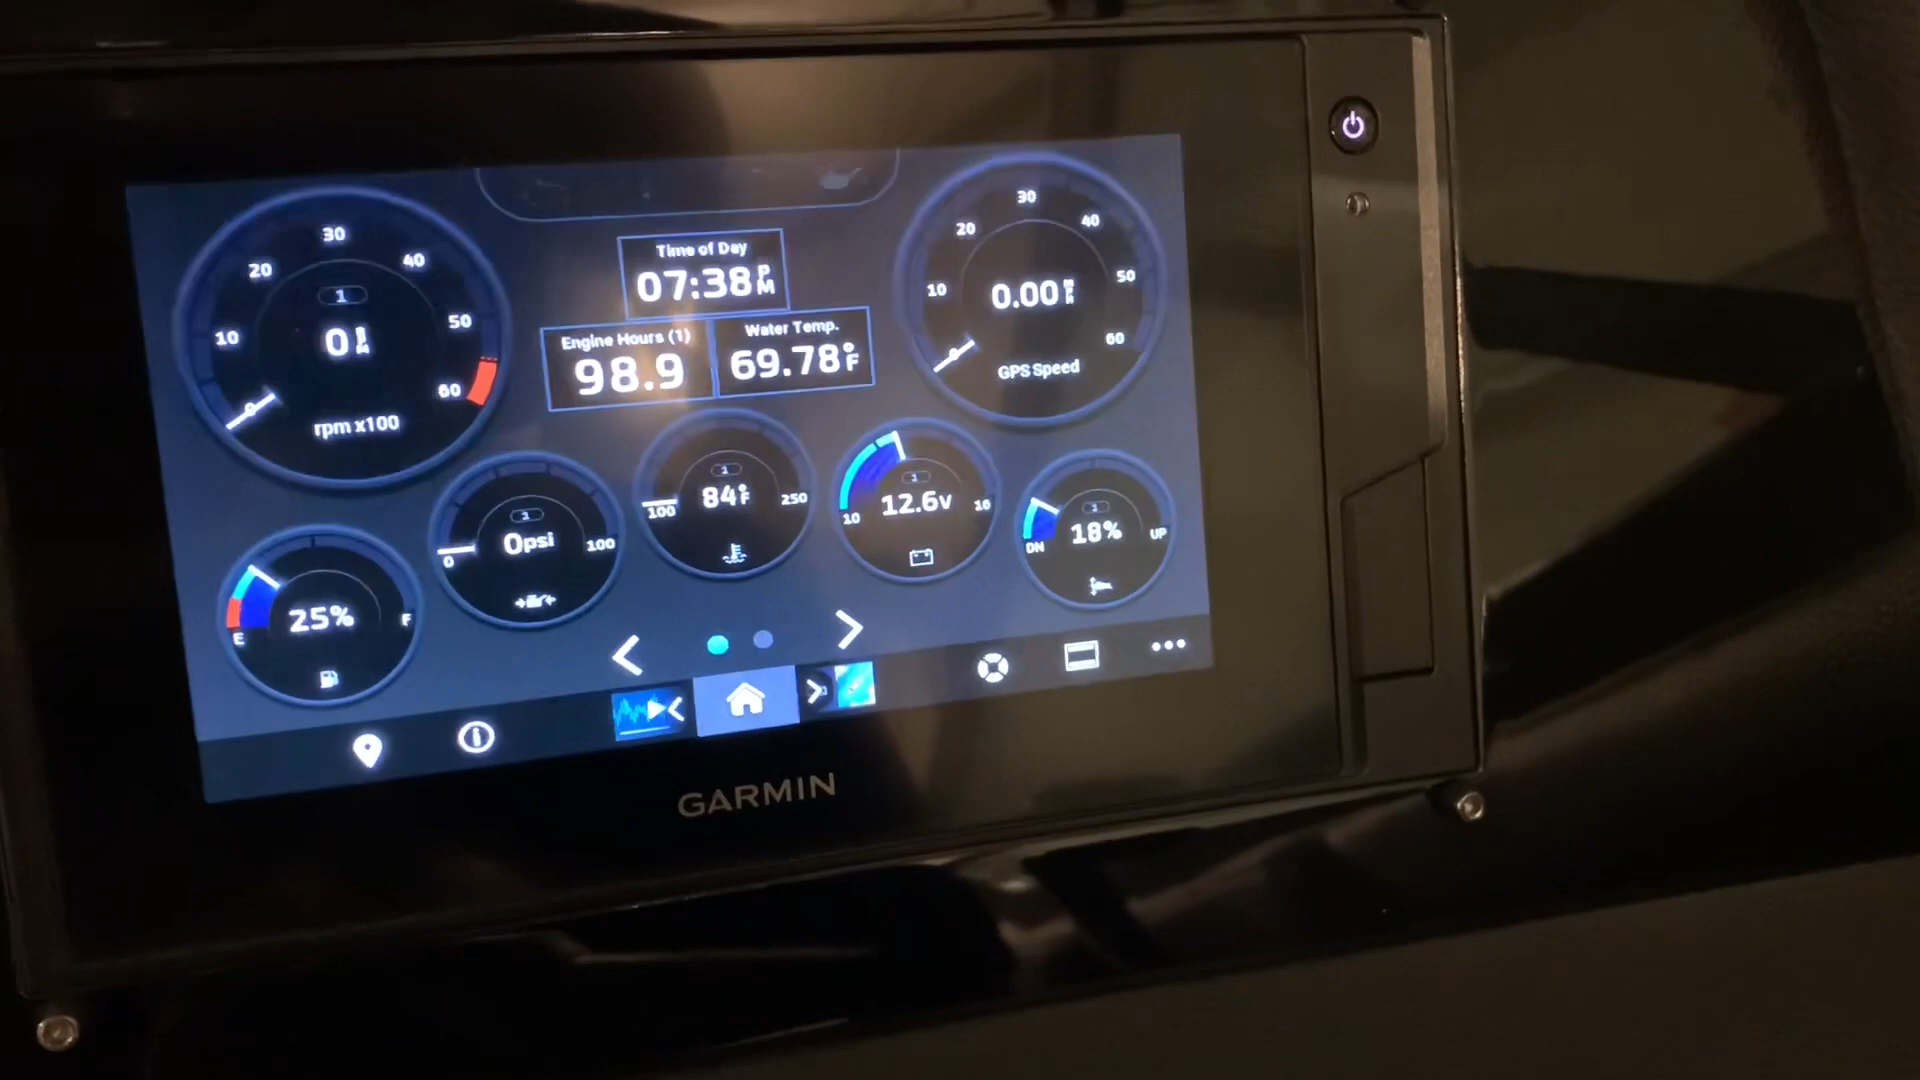 30
20
40
1
10
0
50
60
rpm x100
Time of Day
07:38 PM
Engine Hours (1)
98.9
Water Temp.
69.78°F
30
20
40
10
0.00
50
60
GPS Speed
25%
E
F
1
0psi
0
100
1
84°F
100
250
1
12.6v
10
16
1
18%
DN
UP
GARMIN